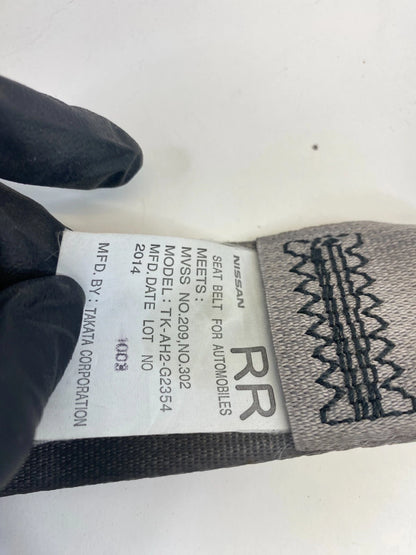 NISSAN
SEAT BELT FOR AUTOMOBILES
RR
MEETS:
MVSS NO,209,NO,302
MODEL: TK-AH2-G2354
MFD.DATE LOT NO
2014
MFD. BY: TAKATA CORPORATION